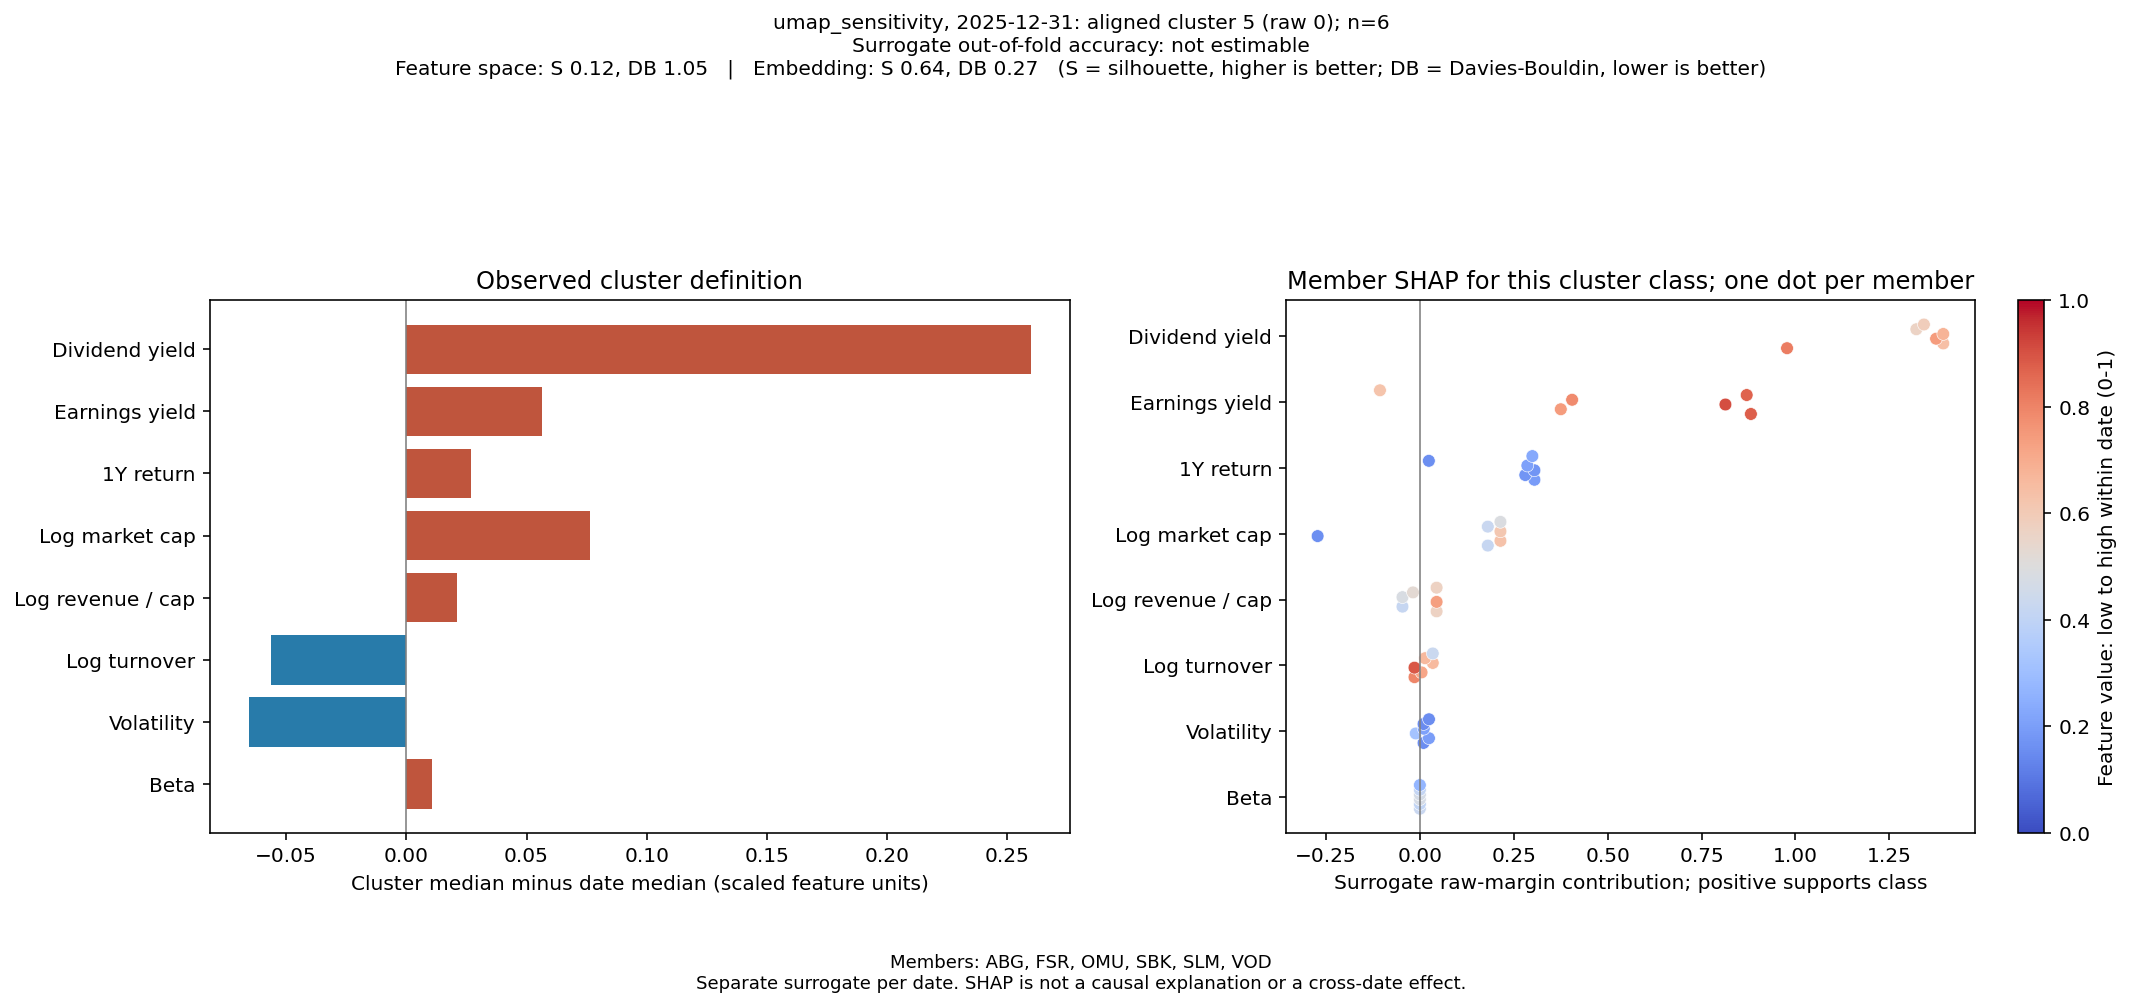 umap_sensitivity, 2025-12-31: aligned cluster 5 (raw 0); n=6
Surrogate out-of-fold accuracy: not estimable
Feature space: S 0.12, DB 1.05   |   Embedding: S 0.64, DB 0.27   (S = silhouette, higher is better; DB = Davies-Bouldin, lower is better)
Observed cluster definition
Dividend yield
Earnings yield
1Y return
Log market cap
Log revenue / cap
Log turnover
Volatility
Beta
−0.05 0.00 0.05 0.10 0.15 0.20 0.25
Cluster median minus date median (scaled feature units)
Member SHAP for this cluster class; one dot per member
Dividend yield
Earnings yield
1Y return
Log market cap
Log revenue / cap
Log turnover
Volatility
Beta
−0.25 0.00 0.25 0.50 0.75 1.00 1.25
Surrogate raw-margin contribution; positive supports class
1.0
0.8
0.6
0.4
0.2
0.0
Feature value: low to high within date (0-1)
Members: ABG, FSR, OMU, SBK, SLM, VOD
Separate surrogate per date. SHAP is not a causal explanation or a cross-date effect.